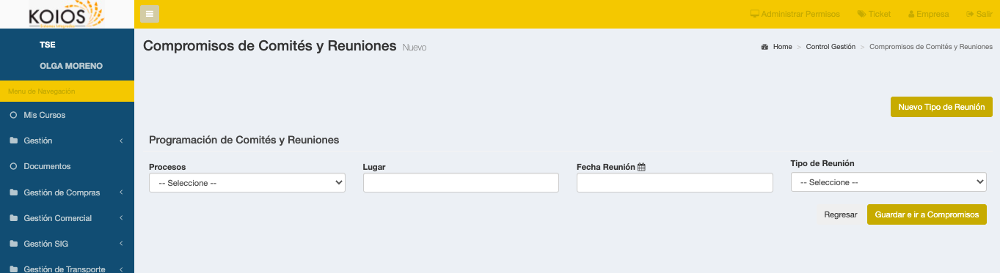 KOIOS
Administrar Permisos Ticket Empresa Salir
Compromisos de Comités y Reuniones Nuevo
Home > Control Gestión > Compromisos de Comités y Reuniones
TSE
OLGA MORENO
Menu de Navegación
Mis Cursos
Gestión
Documentos
Gestión de Compras
Gestión Comercial
Gestión SIG
Gestión de Transporte
Nuevo Tipo de Reunión
Programación de Comités y Reuniones
Procesos Lugar Fecha Reunión Tipo de Reunión
-- Seleccione -- -- Seleccione --
Regresar Guardar e ir a Compromisos